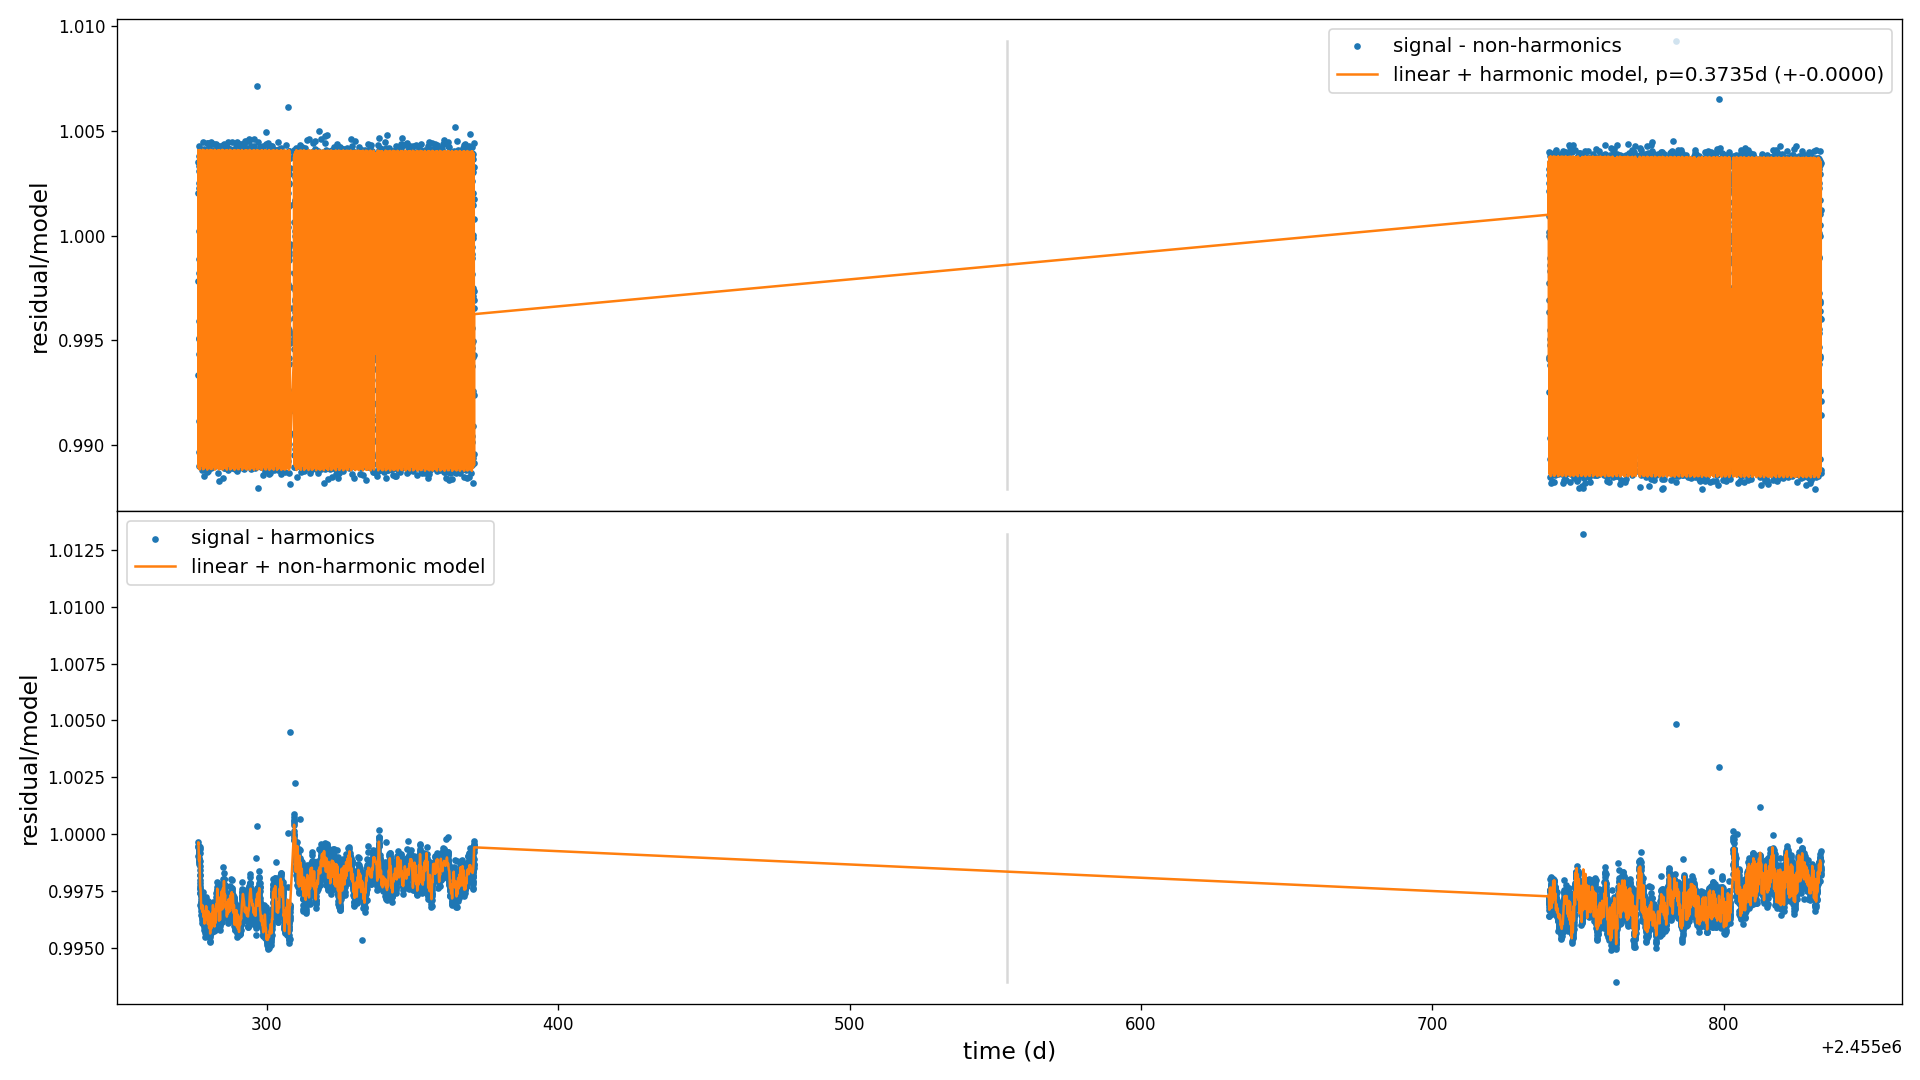 1.010
1.005
1.000
0.995
0.990
residual/model
signal - non-harmonics
linear + harmonic model, p=0.3735d (+-0.0000)
signal - harmonics
linear + non-harmonic model
1.0125
1.0100
1.0075
1.0050
1.0025
1.0000
0.9975
0.9950
residual/model
300 400 500 600 700 800
time (d)
+2.455e6